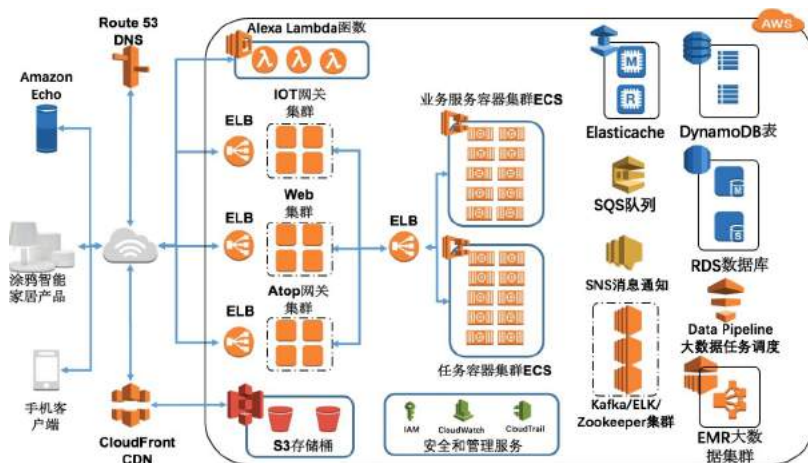 Route 53
DNS
Alexa Lambda函数
AWS
Amazon
Echo
IOT网关
集群
ELB
Web
集群
ELB
Atop网关
集群
ELB
涂鸦智能
家居产品
手机客
户端
CloudFront
CDN
S3存储桶
ELB
业务服务容器集群ECS
任务容器集群ECS
IAM
CloudWatch
CloudTrail
安全和管理服务
M
R
Elasticache
DynamoDB表
SQS队列
M
S
RDS数据库
SNS消息通知
Data Pipeline
大数据任务调度
Kafka/ELK/
Zookeeper集群
EMR大数
据集群